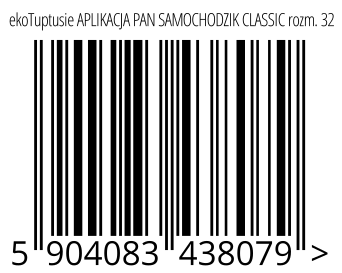 ekoTuptusie APLIKACJA PAN SAMOCHODZIK CLASSIC rozm. 32
5 904083 438079 >